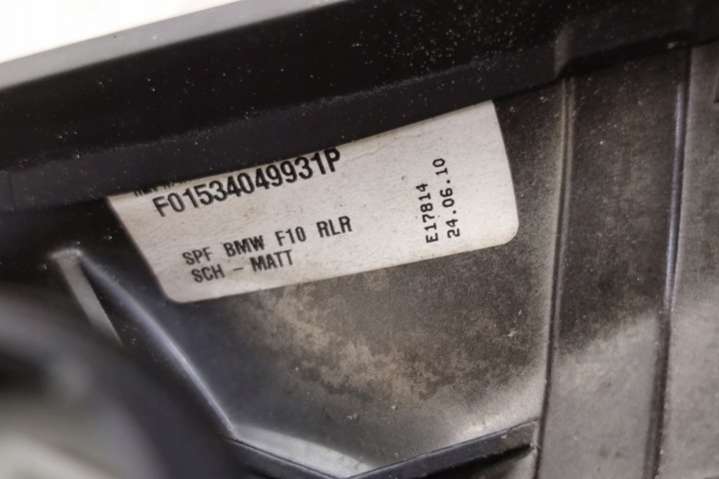 F01534049931P
SPF BMW F10 RLR
SCH - MATT
E17814
24.06.10